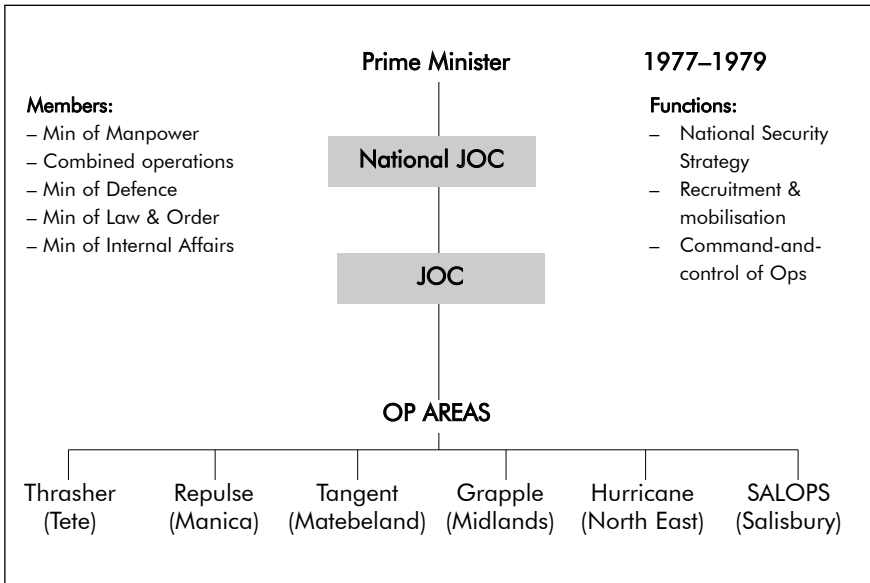 Prime Minister
1977–1979
Members:
– Min of Manpower
– Combined operations
– Min of Defence
– Min of Law & Order
– Min of Internal Affairs
National JOC
JOC
Functions:
– National Security
Strategy
– Recruitment &
mobilisation
– Command-and-
control of Ops
OP AREAS
Thrasher
(Tete)
Repulse
(Manica)
Tangent
(Matebeland)
Grapple
(Midlands)
Hurricane
(North East)
SALOPS
(Salisbury)